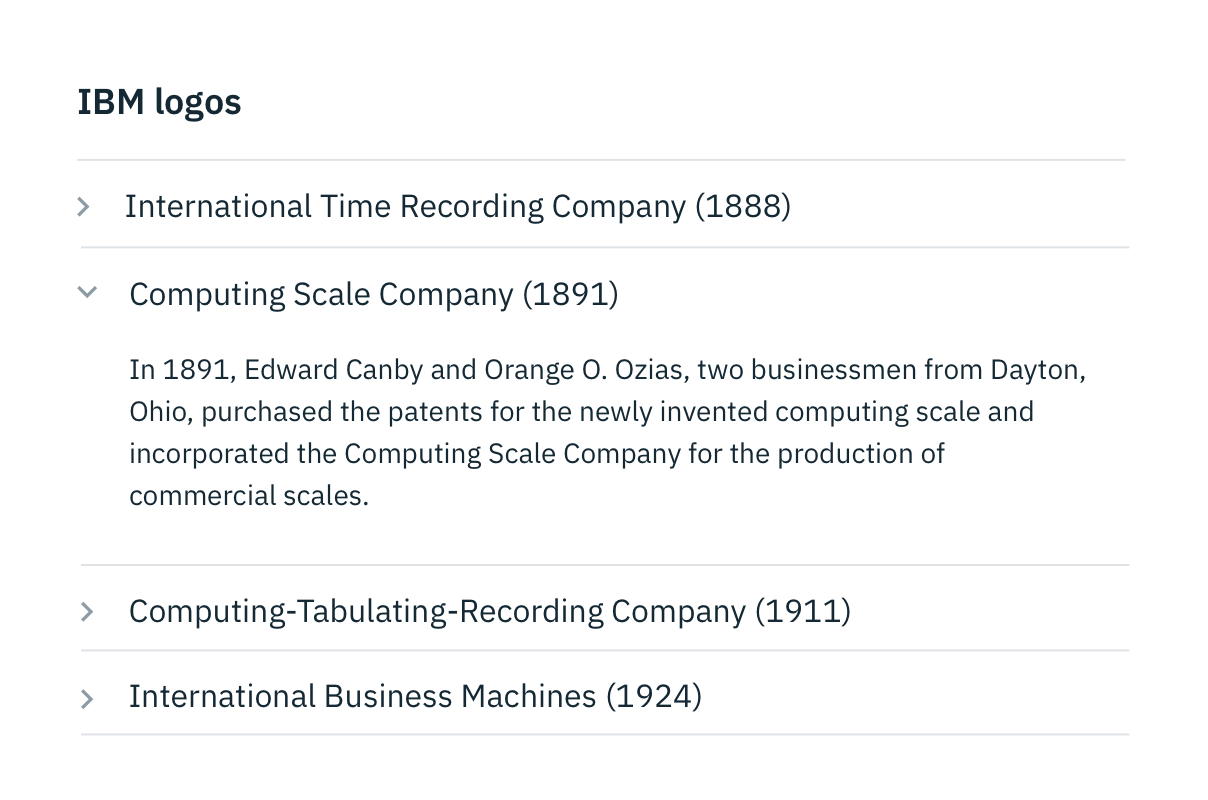 IBM logos
International Time Recording Company (1888)
Computing Scale Company (1891)
In 1891, Edward Canby and Orange O. Ozias, two businessmen from Dayton,
Ohio, purchased the patents for the newly invented computing scale and
incorporated the Computing Scale Company for the production of
commercial scales.
Computing-Tabulating-Recording Company (1911)
International Business Machines (1924)